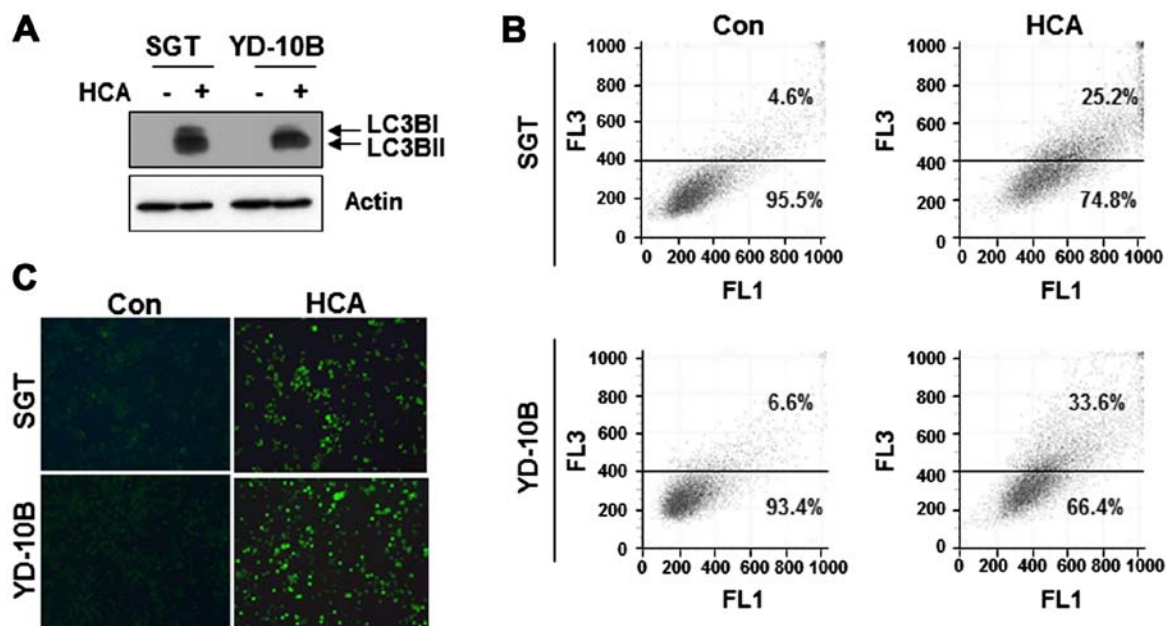 A
SGT YD-10B
HCA - + - +
LC3BI
LC3BII
Actin
B
Con HCA
SGT
FL3
1000
800
600
400
200
0
4.6%
95.5%
0 200 400 600 800 1000
FL1
FL3
1000
800
600
400
200
0
25.2%
74.8%
0 200 400 600 800 1000
FL1
YD-10B
FL3
1000
800
600
400
200
0
6.6%
93.4%
0 200 400 600 800 1000
FL1
FL3
1000
800
600
400
200
0
33.6%
66.4%
0 200 400 600 800 1000
FL1
C
Con HCA
SGT
YD-10B